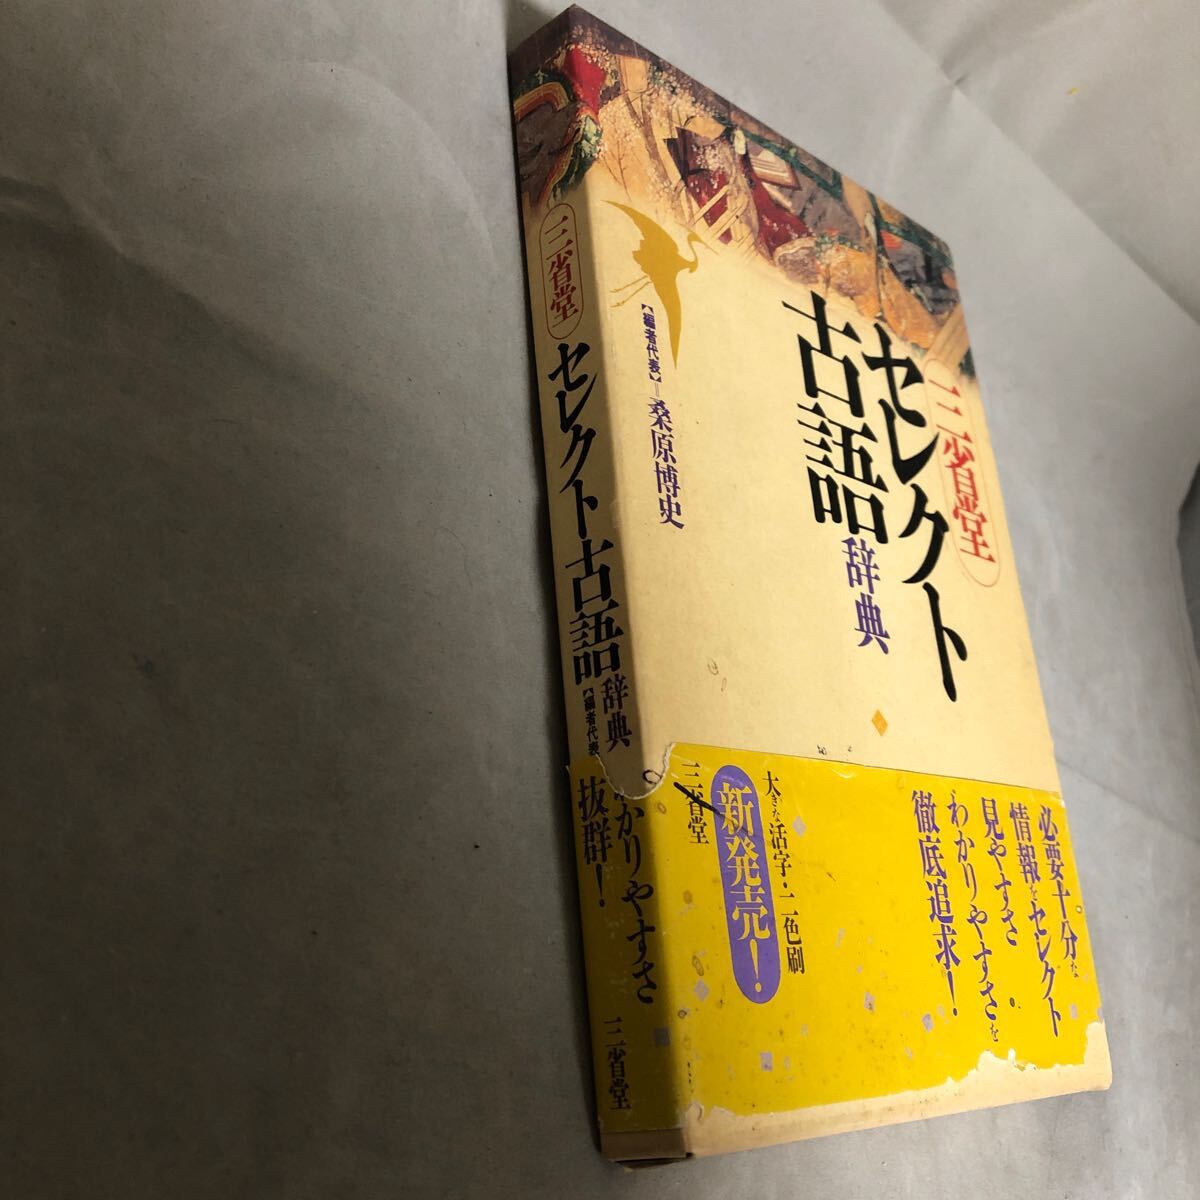 三省堂
セレクト
古語辞典
【編者代表】=桑原博史
必要十分な
情報をセレクト。
見やすさ
わかりやすさを
徹底追求!
大きな活字・二色刷
新発売!
三省堂
三省堂
セレクト古語辞典
【編者代表】
かりやすさ
抜群!
三省堂